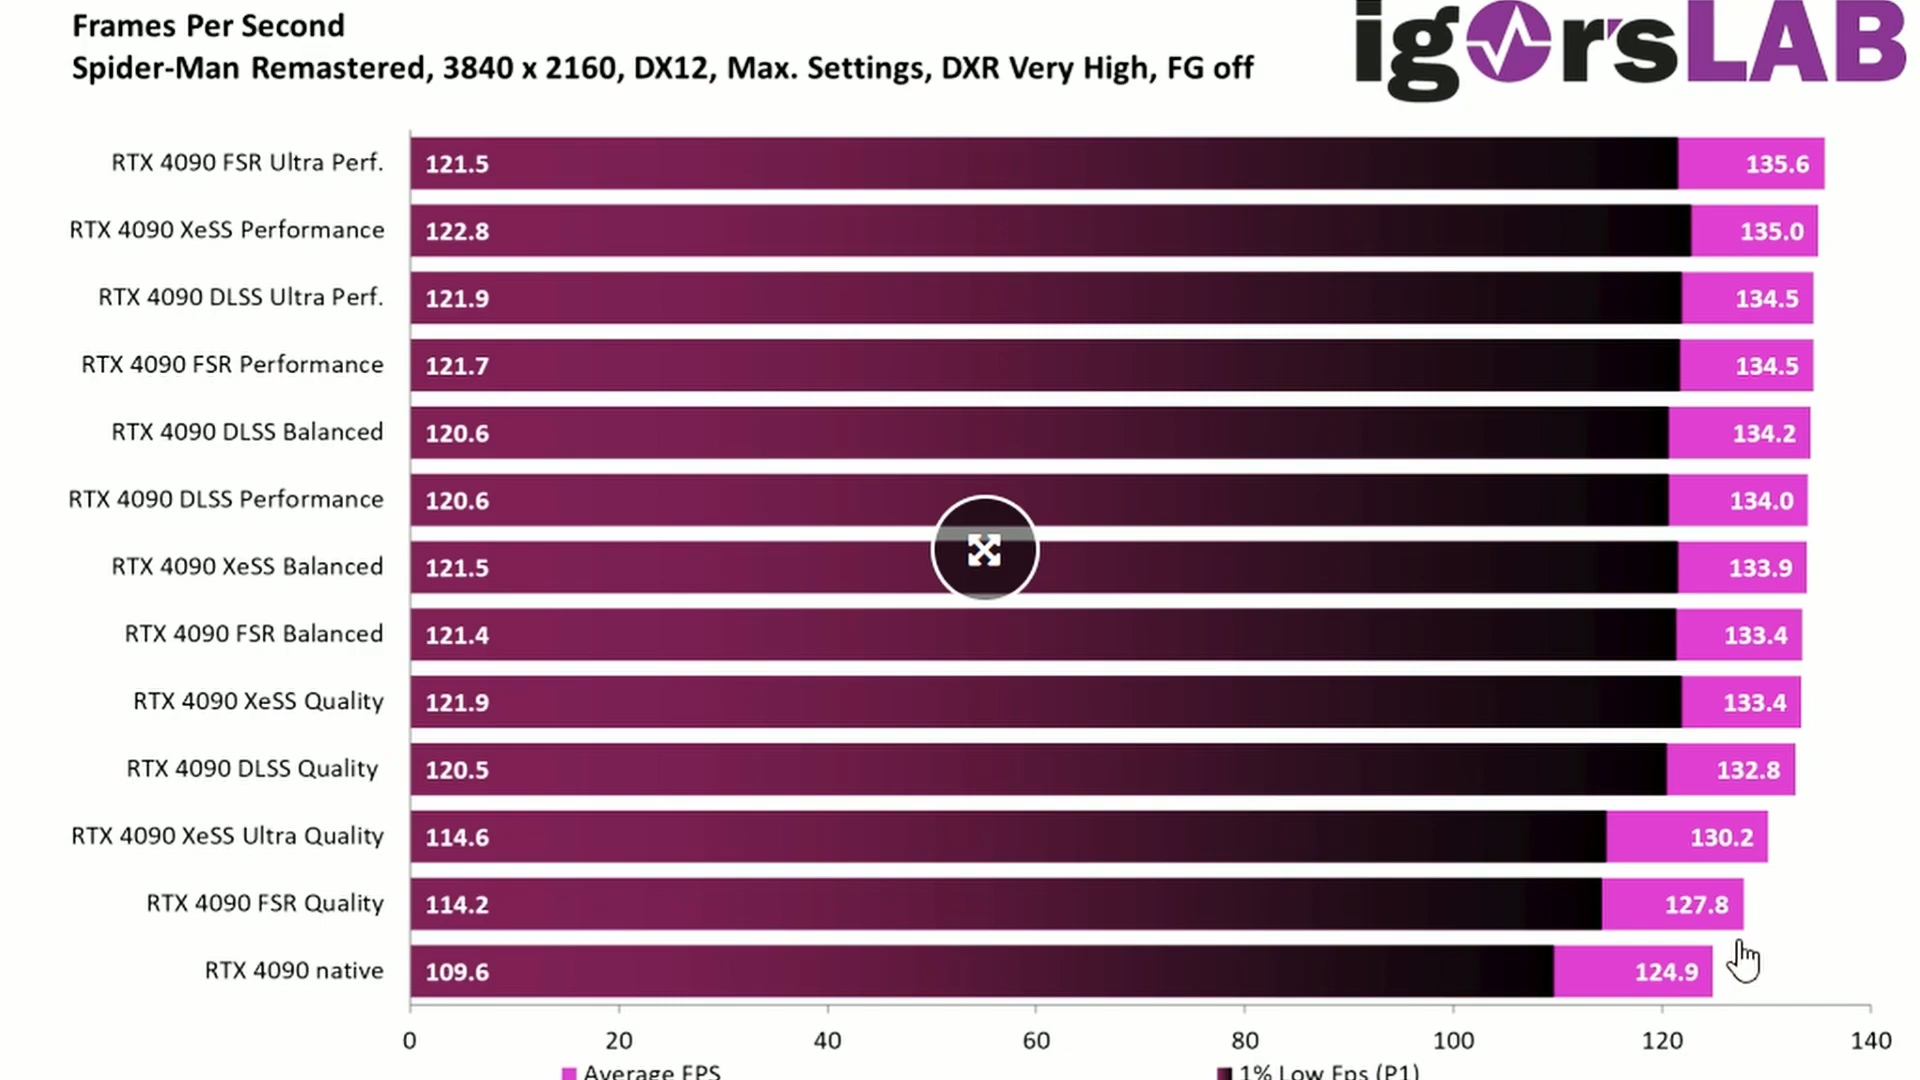 Frames Per Second
Spider-Man Remastered, 3840 x 2160, DX12, Max. Settings, DXR Very High, FG off
igorsLAB
RTX 4090 FSR Ultra Perf. 121.5 135.6
RTX 4090 XeSS Performance 122.8 135.0
RTX 4090 DLSS Ultra Perf. 121.9 134.5
RTX 4090 FSR Performance 121.7 134.5
RTX 4090 DLSS Balanced 120.6 134.2
RTX 4090 DLSS Performance 120.6 134.0
RTX 4090 XeSS Balanced 121.5 133.9
RTX 4090 FSR Balanced 121.4 133.4
RTX 4090 XeSS Quality 121.9 133.4
RTX 4090 DLSS Quality 120.5 132.8
RTX 4090 XeSS Ultra Quality 114.6 130.2
RTX 4090 FSR Quality 114.2 127.8
RTX 4090 native 109.6 124.9
0 20 40 60 80 100 120 140
Average FPS 1% Low Fps (P1)